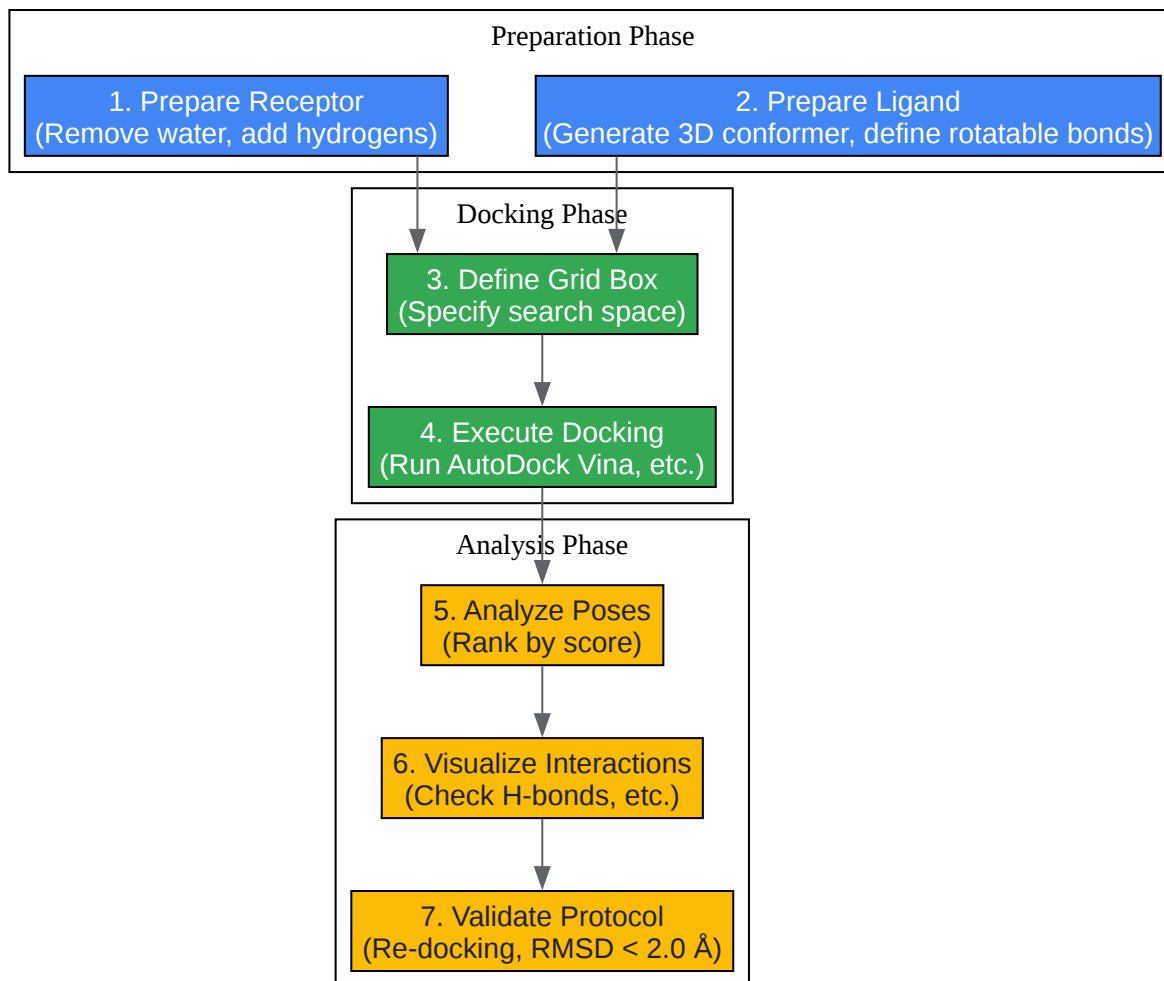 Preparation Phase
1. Prepare Receptor
(Remove water, add hydrogens)
2. Prepare Ligand
(Generate 3D conformer, define rotatable bonds)
Docking Phase
3. Define Grid Box
(Specify search space)
4. Execute Docking
(Run AutoDock Vina, etc.)
Analysis Phase
5. Analyze Poses
(Rank by score)
6. Visualize Interactions
(Check H-bonds, etc.)
7. Validate Protocol
(Re-docking, RMSD < 2.0 Å)